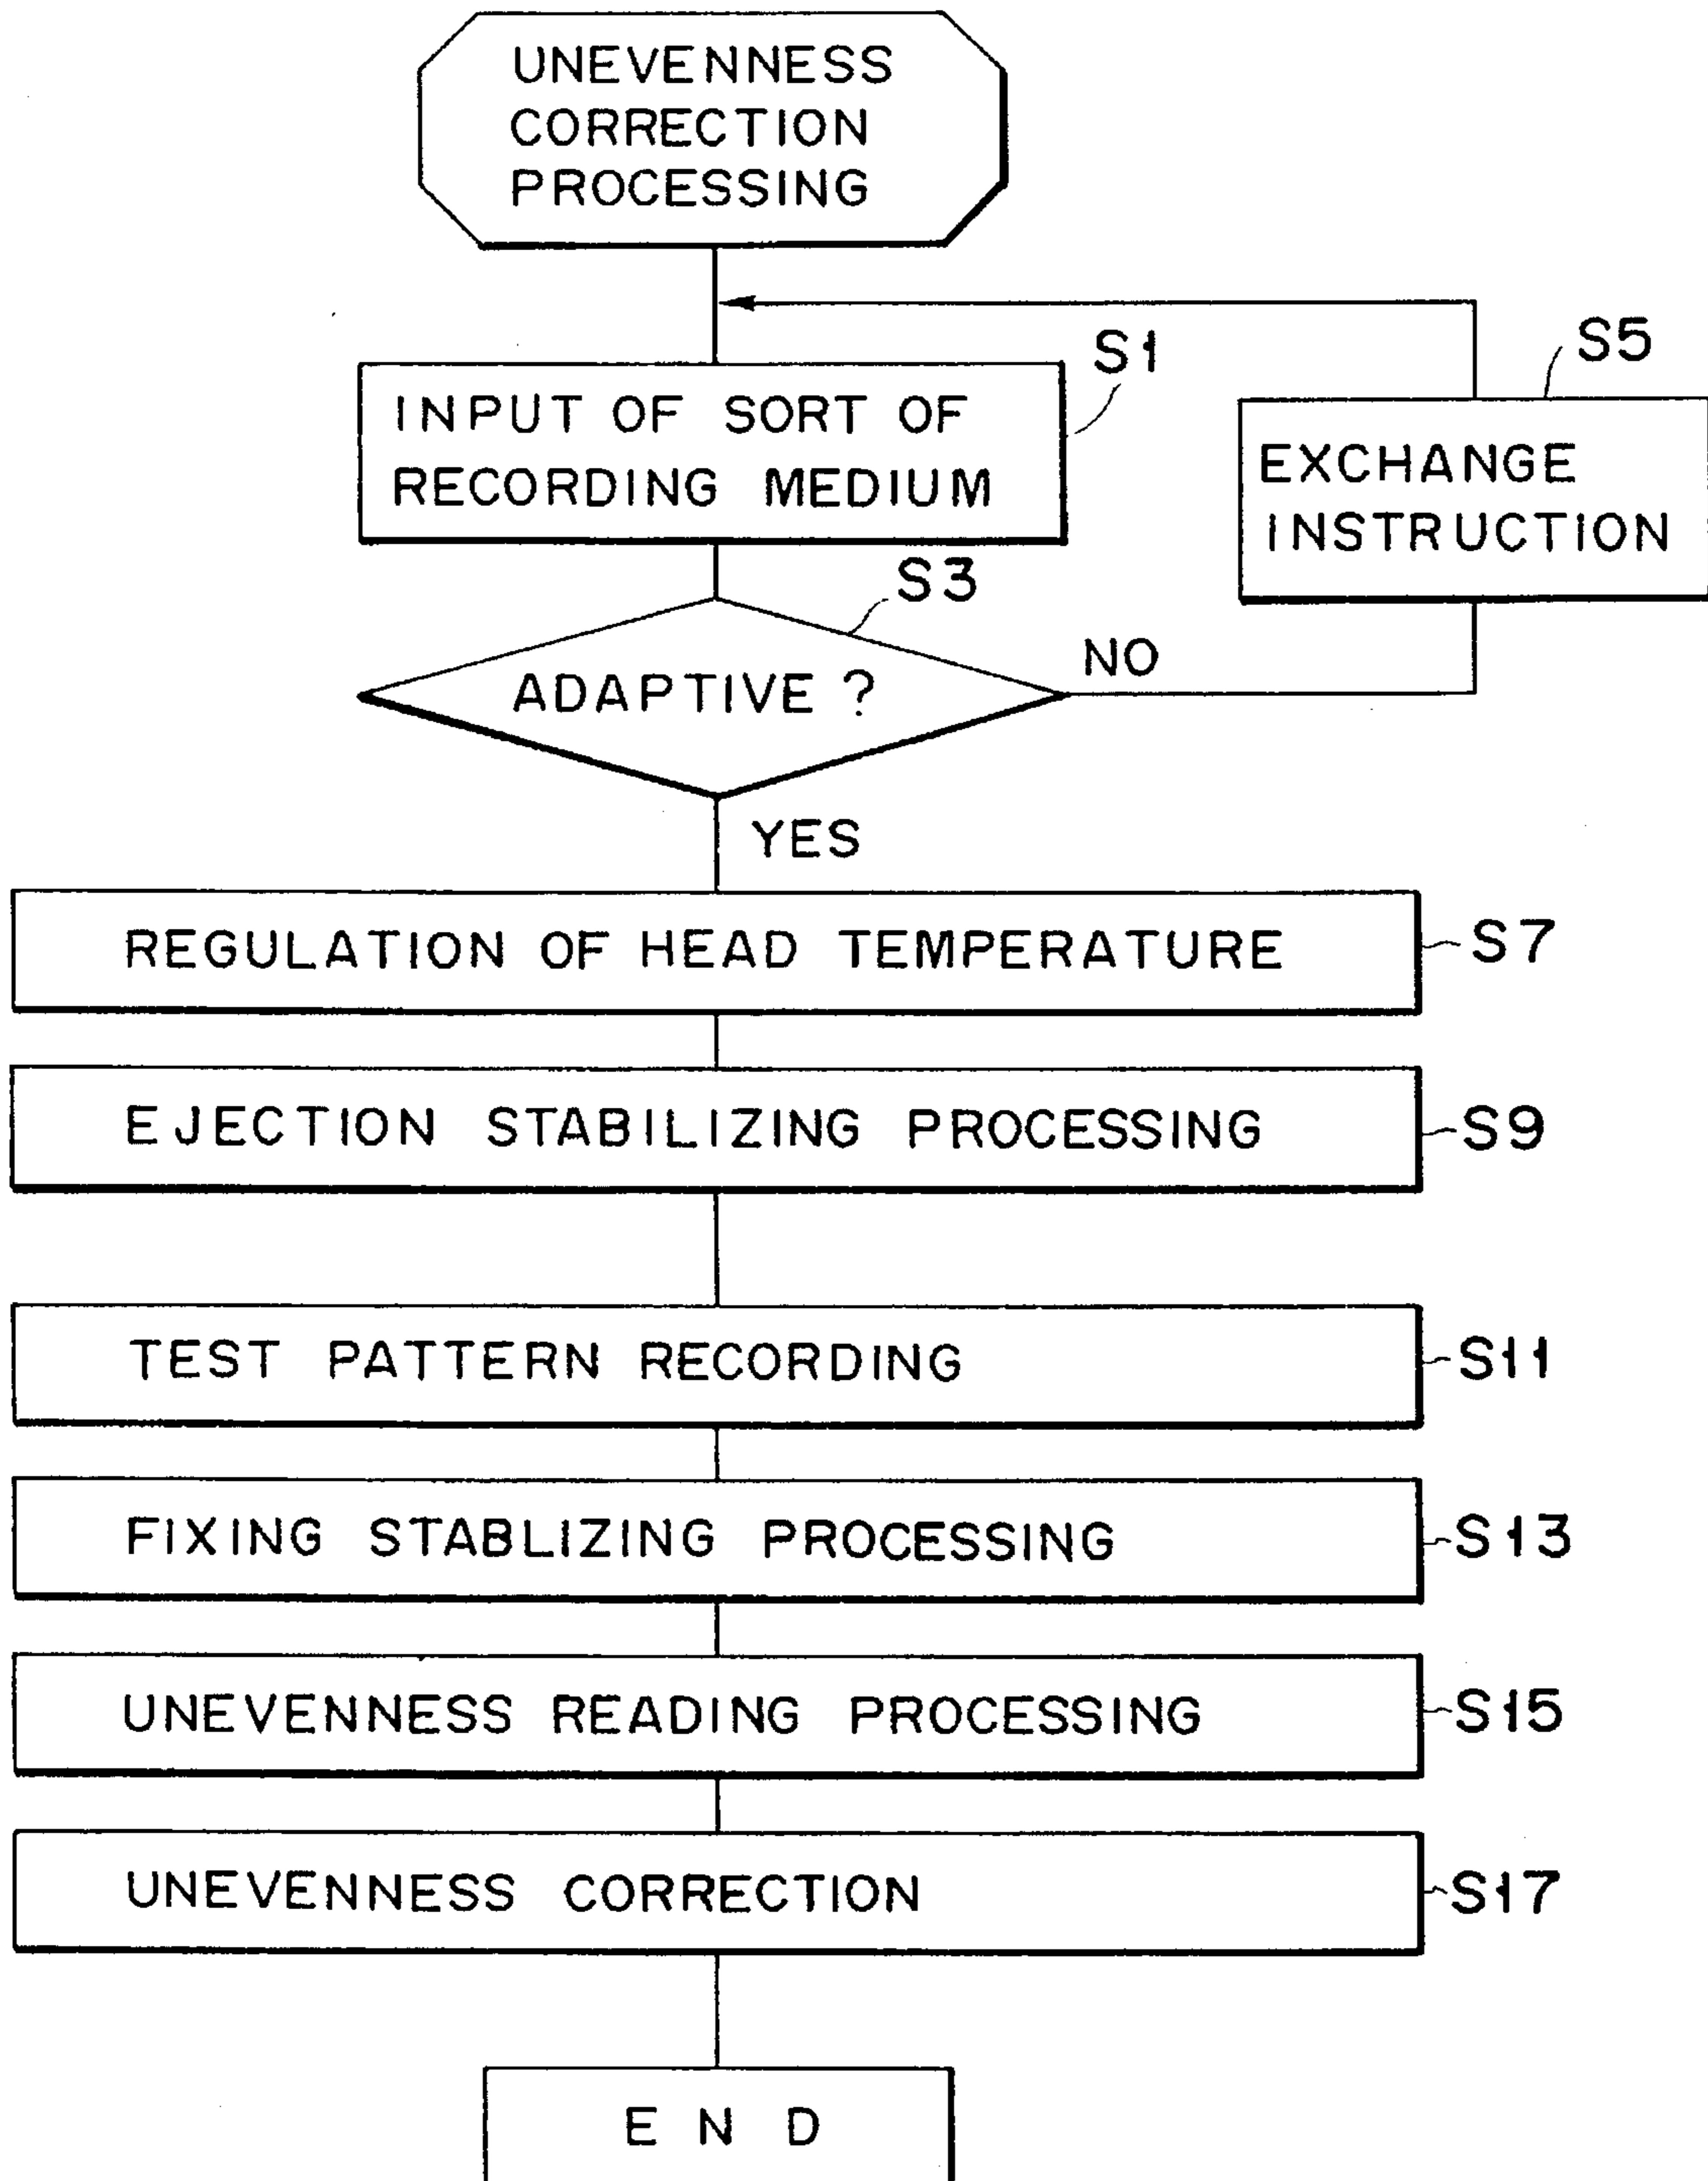 UNEVENNESS
CORRECTION
PROCESSING
S1
S5
INPUT OF SORT OF
RECORDING MEDIUM
EXCHANGE
INSTRUCTION
S3
ADAPTIVE ?
NO
YES
REGULATION OF HEAD TEMPERATURE
S7
EJECTION STABILIZING PROCESSING
S9
TEST PATTERN RECORDING
S11
FIXING STABLIZING PROCESSING
S13
UNEVENNESS READING PROCESSING
S15
UNEVENNESS CORRECTION
S17
END